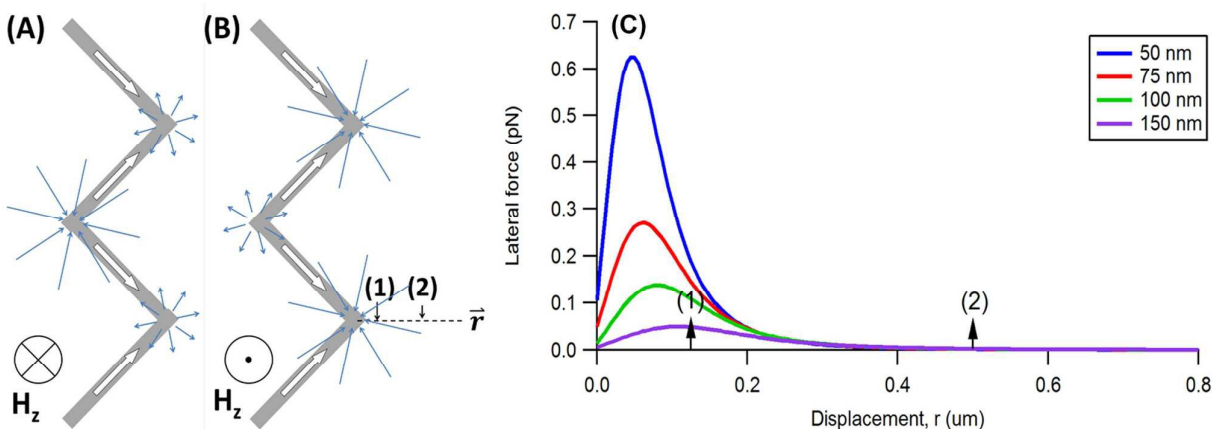 (A)
(B)
(1)
(2)
r⃗
H_z
H_z
(C)
0.7
0.6
0.5
0.4
0.3
0.2
0.1
0.0
Lateral force (pN)
50 nm
75 nm
100 nm
150 nm
(1)
(2)
0.0 0.2 0.4 0.6 0.8
Displacement, r (um)